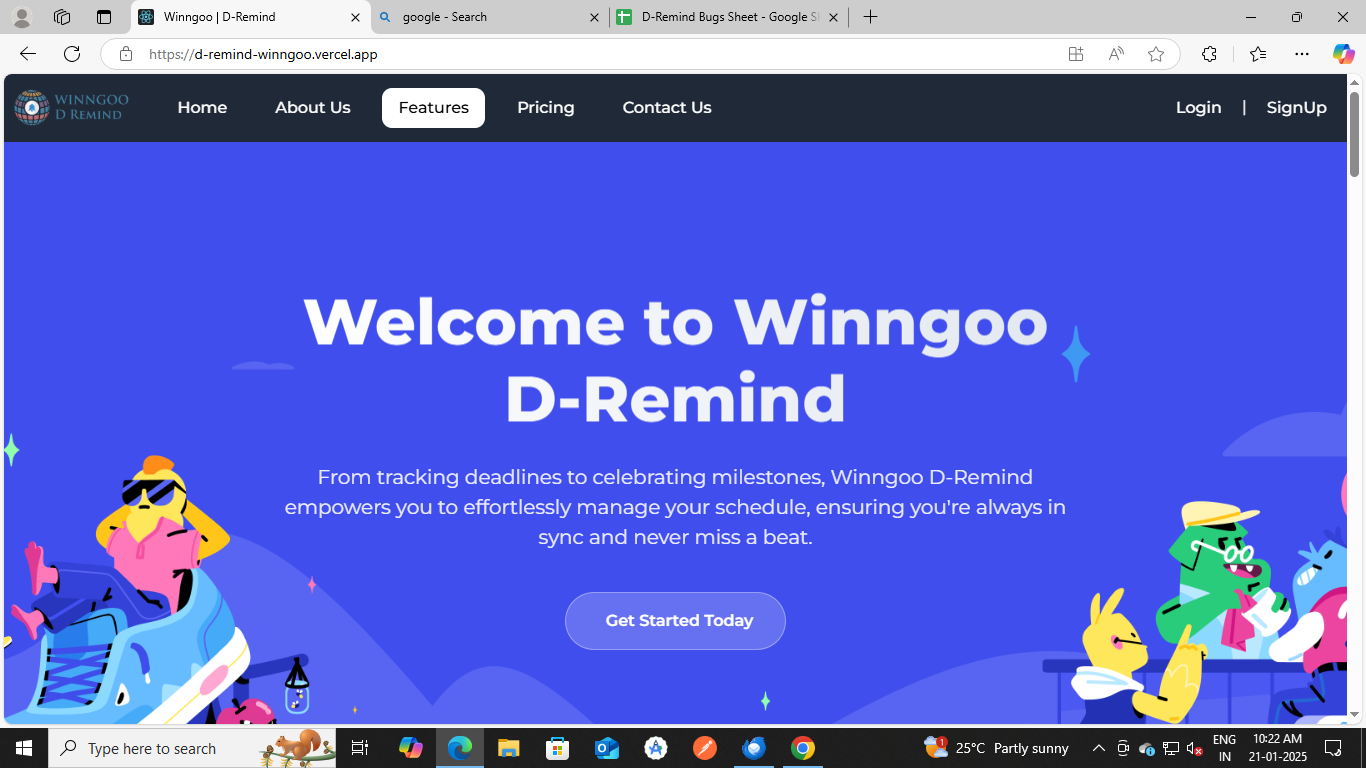 Winngoo | D-Remind
google - Search
D-Remind Bugs Sheet - Google S
https://d-remind-winngoo.vercel.app
WINNGOO
D REMIND
Home
About Us
Features
Pricing
Contact Us
Login
|
SignUp
Welcome to Winngoo
D-Remind
From tracking deadlines to celebrating milestones, Winngoo D-Remind
empowers you to effortlessly manage your schedule, ensuring you're always in
sync and never miss a beat.
Get Started Today
Type here to search
1
25°C Partly sunny
ENG
IN
10:22 AM
21-01-2025